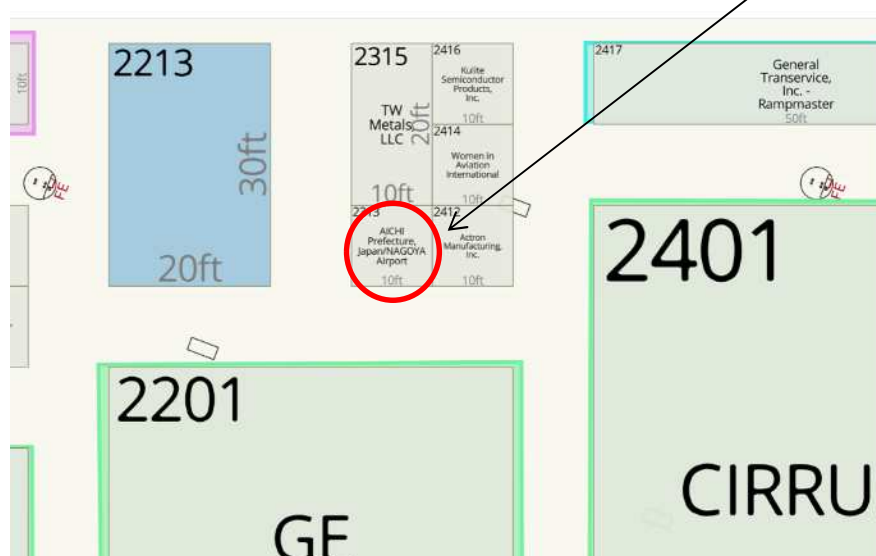 10ft
2213
30ft
20ft
2315
TW
Metals
LLC
20ft
10ft
2416
Kulite
Semiconductor
Products,
Inc.
10ft
2414
Women in
Aviation
International
10ft
2313
AICHI
Prefecture,
Japan/NAGOYA
Airport
10ft
2412
Actron
Manufacturing,
Inc.
10ft
2417
General
Transervice,
Inc. -
Rampmaster
50ft
FE
FE
2201
GE
2401
CIRRU